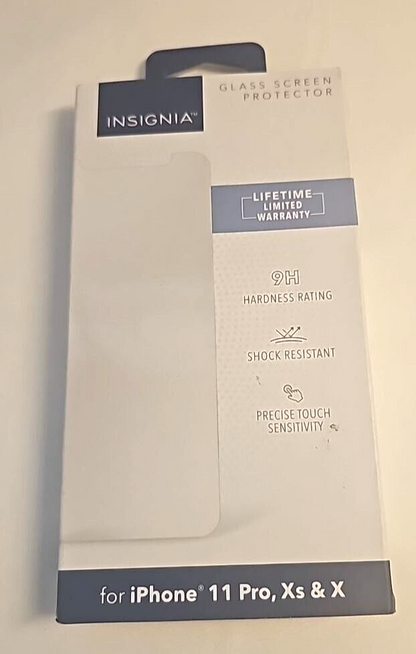 INSIGNIA™
GLASS SCREEN
PROTECTOR
LIFETIME
LIMITED
WARRANTY
9H
HARDNESS RATING
SHOCK RESISTANT
PRECISE TOUCH
SENSITIVITY
for iPhone® 11 Pro, Xs & X